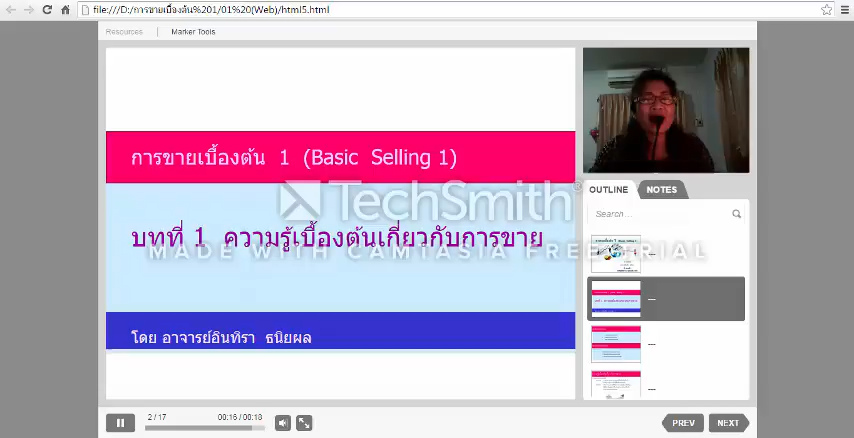 file:///D:/การขายเบื้องต้น%201/01%20(Web)/html5.html
Resources | Marker Tools
การขายเบื้องต้น 1 (Basic Selling 1)
TechSmith®
บทที่ 1 ความรู้เบื้องต้นเกี่ยวกับการขาย
MADE WITH CAMTASIA FREE TRIAL
โดย อาจารย์อินทิรา ธนิยผล
OUTLINE NOTES
Search ...
2 / 17 00:16 / 00:18
PREV NEXT